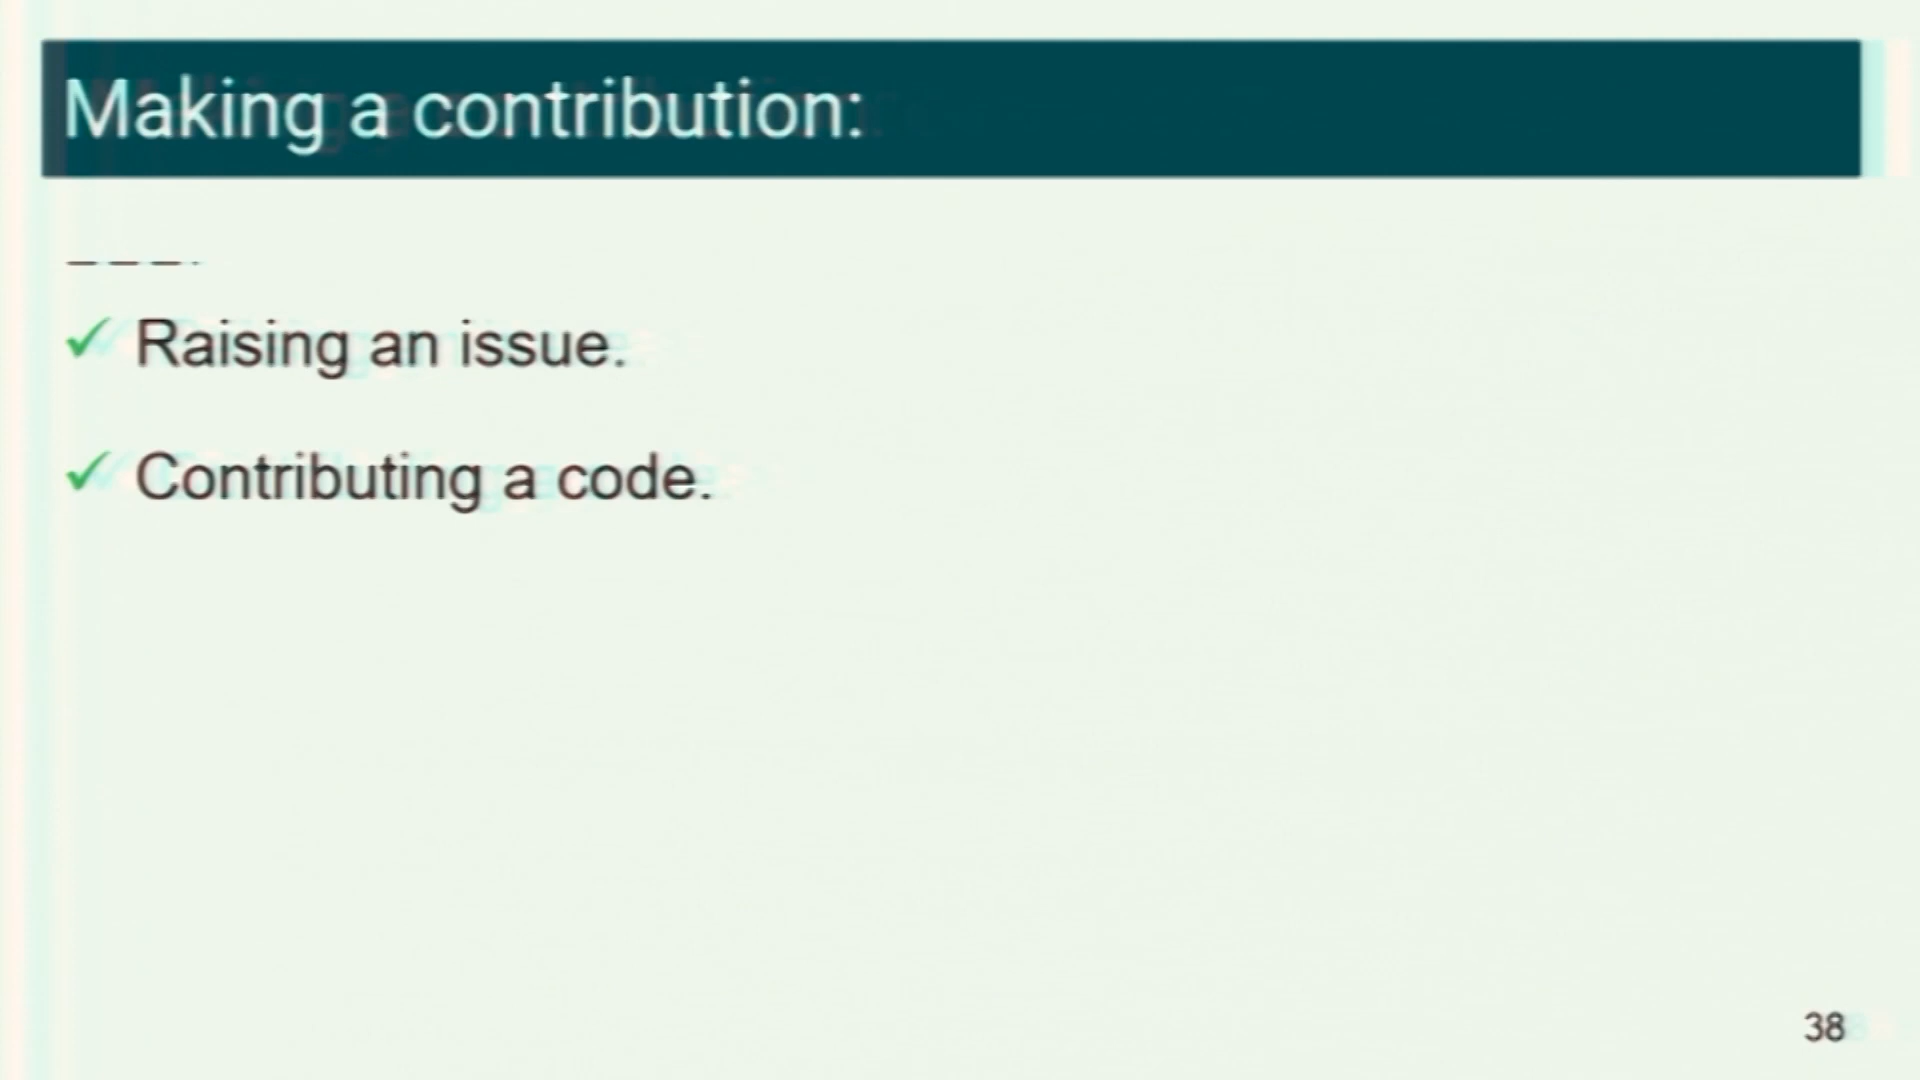 Making a contribution:
✓ Raising an issue.
✓ Contributing a code.
38